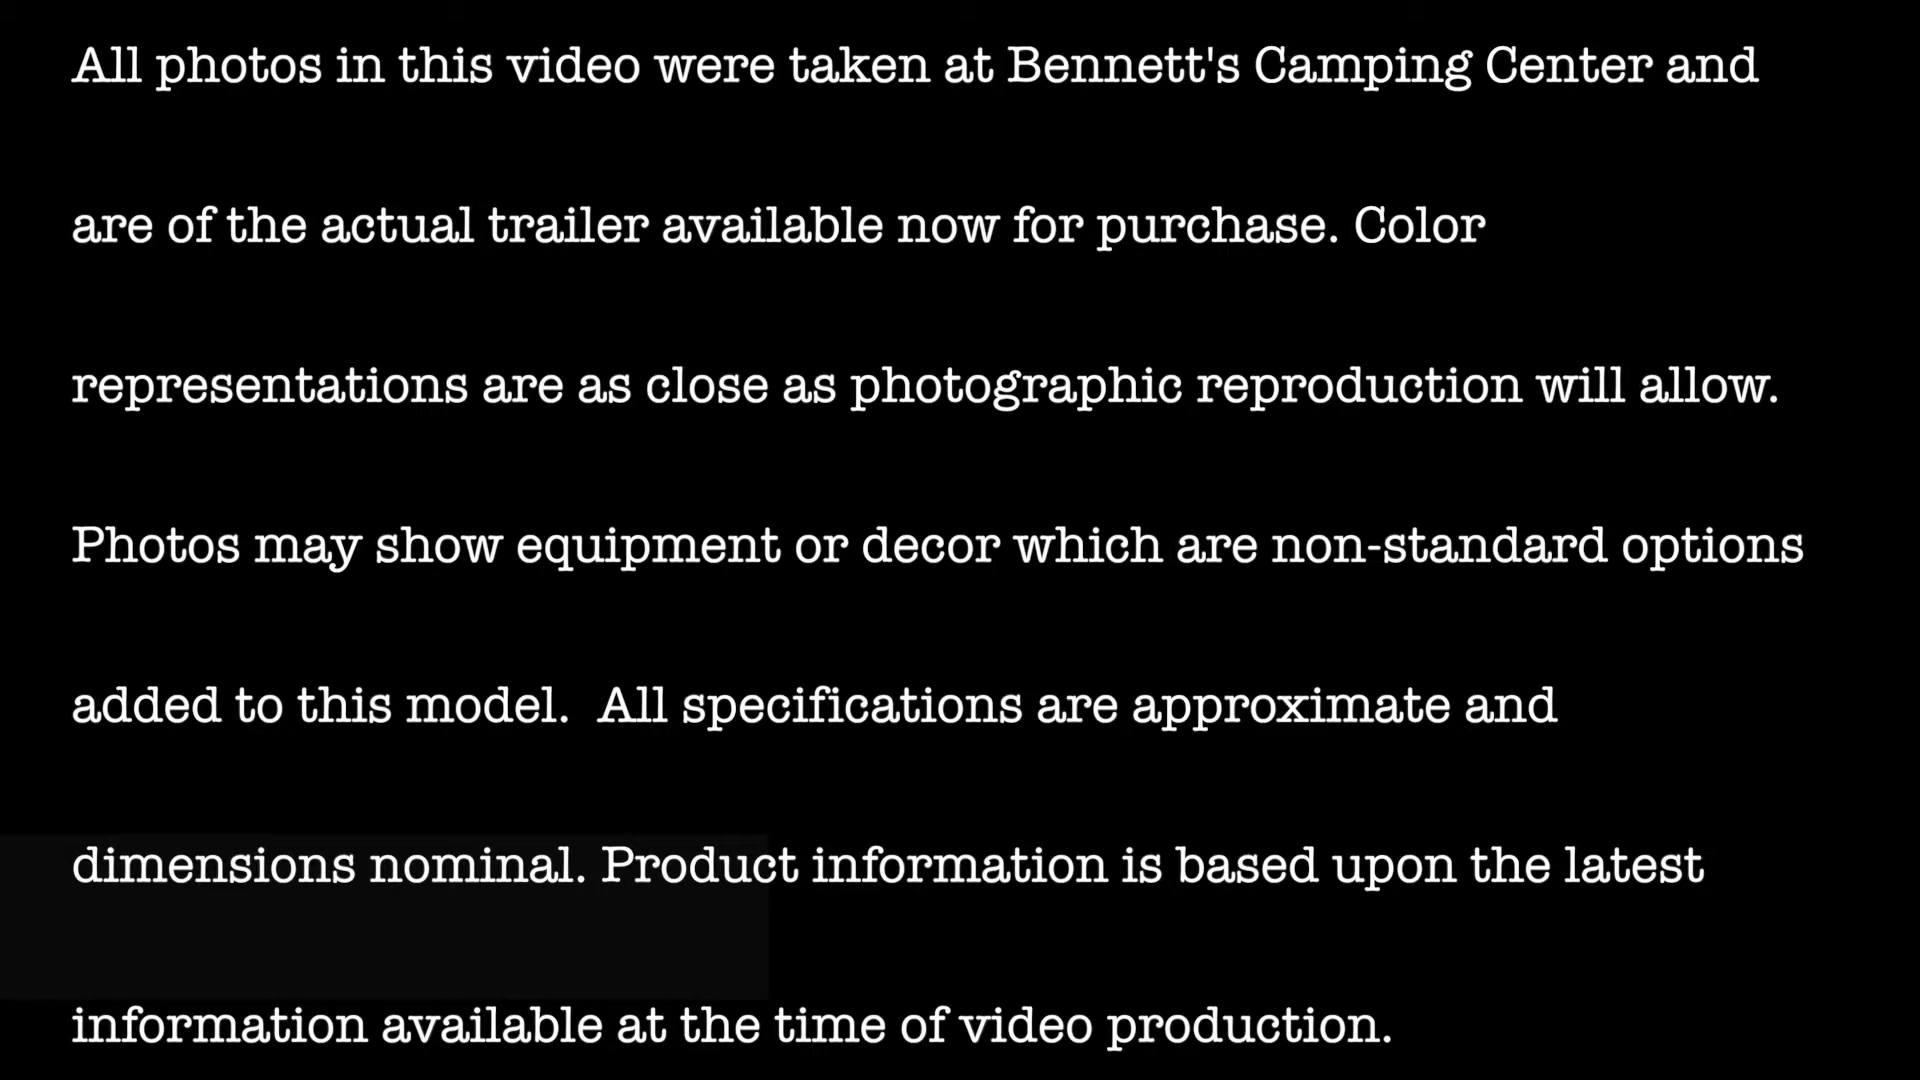 All photos in this video were taken at Bennett's Camping Center and
are of the actual trailer available now for purchase. Color
representations are as close as photographic reproduction will allow.
Photos may show equipment or decor which are non-standard options
added to this model.  All specifications are approximate and
dimensions nominal. Product information is based upon the latest
information available at the time of video production.